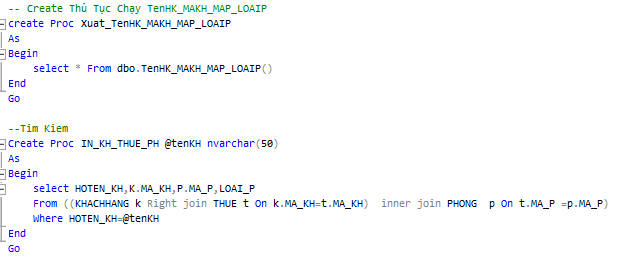 -- Create Thủ Tục Chạy TenHK_MAKH_MAP_LOAIP
create Proc Xuat_TenHK_MAKH_MAP_LOAIP
As
Begin
select * From dbo.TenHK_MAKH_MAP_LOAIP()
End
Go
--Tim Kiem
Create Proc IN_KH_THUE_PH @tenKH nvarchar(50)
As
Begin
select HOTEN_KH,K.MA_KH,P.MA_P,LOAI_P
From ((KHACHHANG k Right join THUE t On k.MA_KH=t.MA_KH)  inner join PHONG  p On t.MA_P =p.MA_P)
Where HOTEN_KH=@tenKH
End
Go